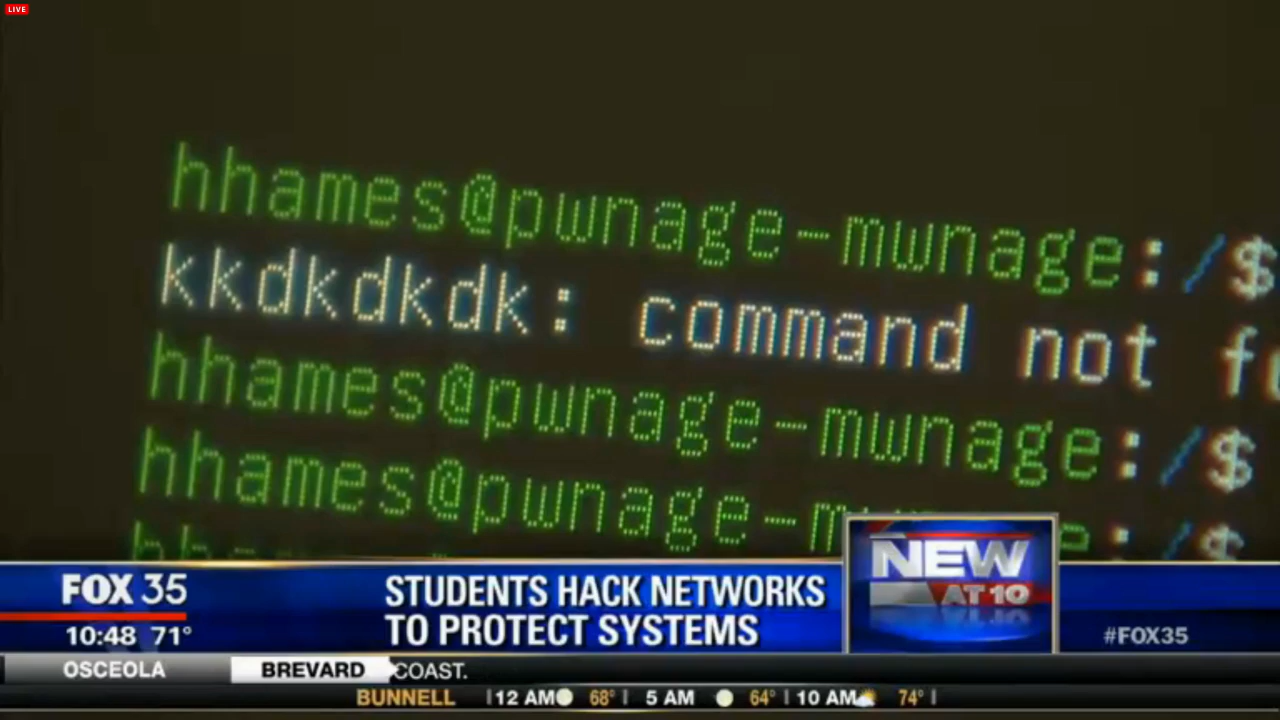 LIVE
hhames@pwnage-mwnage:/$
kkdkdkdk: command not
hhames@pwnage-mwnage:/$
hhames@pwnage-
FOX 35
10:48 71°
STUDENTS HACK NETWORKS
TO PROTECT SYSTEMS
NEW
AT 10
#FOX35
OSCEOLA BREVARD COAST.
BUNNELL 12 AM 68° 5 AM 64° 10 AM 74°